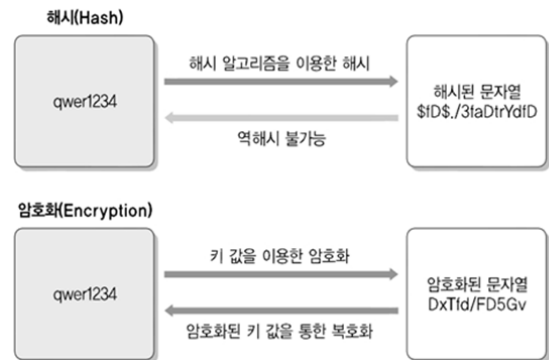 해시(Hash)
qwer1234
해시 알고리즘을 이용한 해시
역해시 불가능
해시된 문자열
$fD$./3faDtrYdfD
암호화(Encryption)
qwer1234
키 값을 이용한 암호화
암호화된 키 값을 통한 복호화
암호화된 문자열
DxTfd/FD5Gv